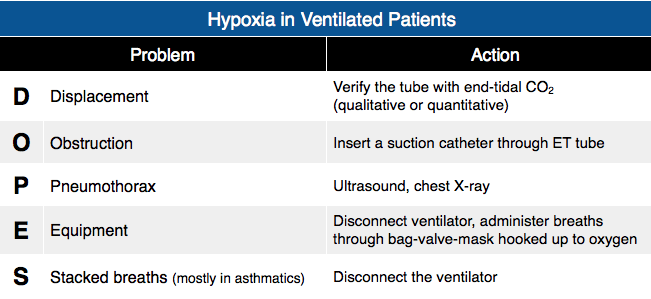 Hypoxia in Ventilated Patients
Problem Action
D Displacement Verify the tube with end-tidal CO₂
(qualitative or quantitative)
O Obstruction Insert a suction catheter through ET tube
P Pneumothorax Ultrasound, chest X-ray
E Equipment Disconnect ventilator, administer breaths
through bag-valve-mask hooked up to oxygen
S Stacked breaths (mostly in asthmatics) Disconnect the ventilator